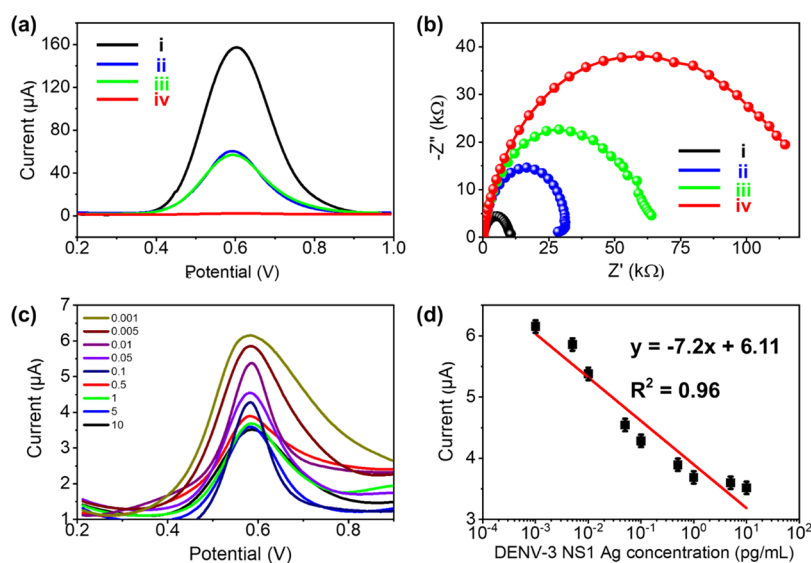 (a)
i
ii
iii
iv
160
120
80
40
0
Current (µA)
0.2 0.4 0.6 0.8 1.0
Potential (V)
(b)
40
30
20
10
0
-Z" (kΩ)
i
ii
iii
iv
0 25 50 75 100
Z' (kΩ)
(c)
0.001
0.005
0.01
0.05
0.1
0.5
1
5
10
7
6
5
4
3
2
1
Current (µA)
0.2 0.4 0.6 0.8
Potential (V)
(d)
y = -7.2x + 6.11
R² = 0.96
6
5
4
3
Current (µA)
10⁻⁴ 10⁻³ 10⁻² 10⁻¹ 10⁰ 10¹ 10²
DENV-3 NS1 Ag concentration (pg/mL)